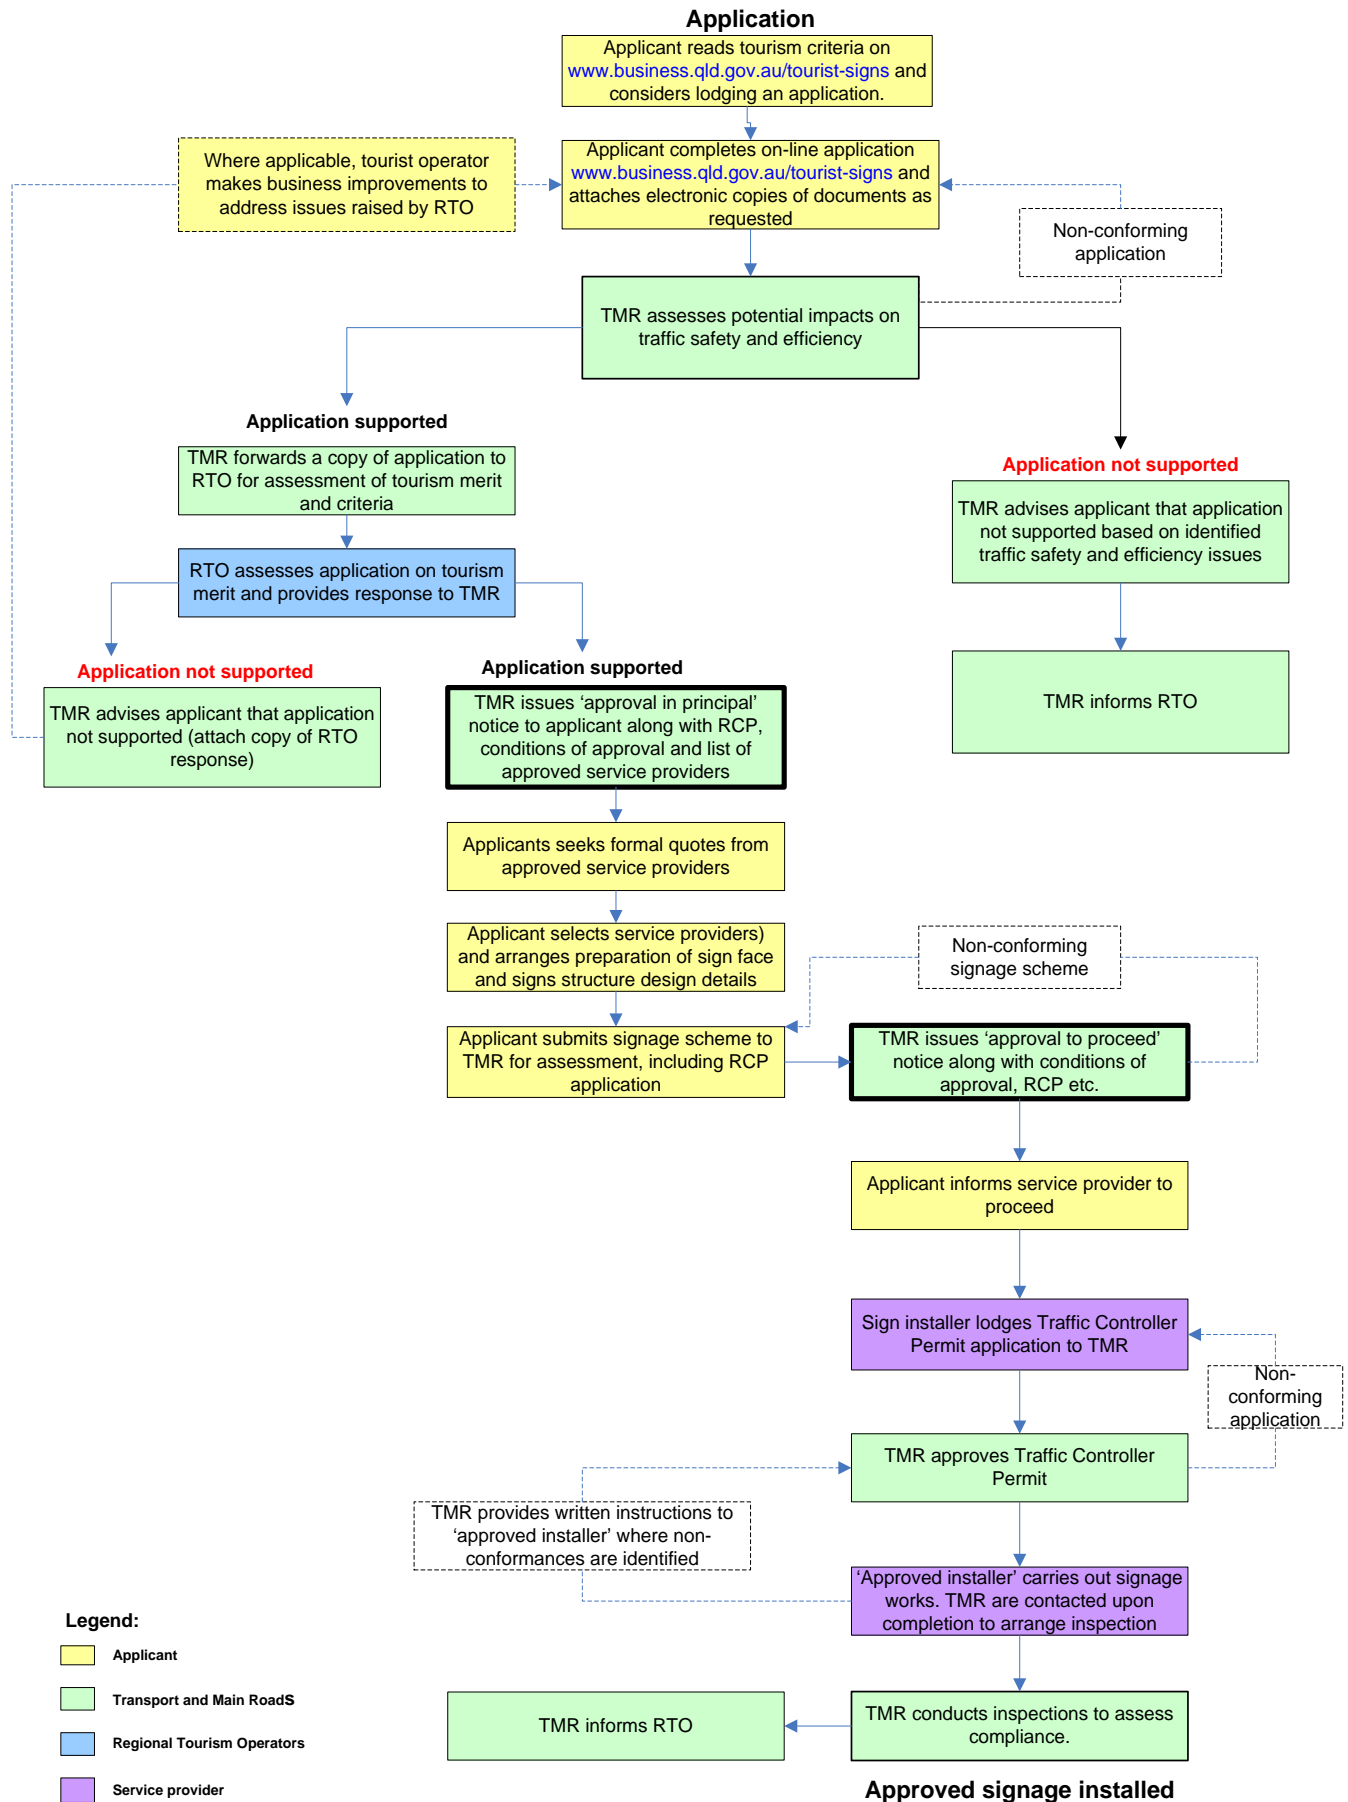 Application
Applicant reads tourism criteria on
www.business.qld.gov.au/tourist-signs and
considers lodging an application.
Where applicable, tourist operator
makes business improvements to
address issues raised by RTO
Applicant completes on-line application
www.business.qld.gov.au/tourist-signs and
attaches electronic copies of documents as
requested
Non-conforming
application
TMR assesses potential impacts on
traffic safety and efficiency
Application supported
TMR forwards a copy of application to
RTO for assessment of tourism merit
and criteria
Application not supported
TMR advises applicant that application
not supported based on identified
traffic safety and efficiency issues
RTO assesses application on tourism
merit and provides response to TMR
TMR informs RTO
Application not supported
TMR advises applicant that application
not supported (attach copy of RTO
response)
Application supported
TMR issues ‘approval in principal’
notice to applicant along with RCP,
conditions of approval and list of
approved service providers
Applicants seeks formal quotes from
approved service providers
Applicant selects service providers)
and arranges preparation of sign face
and signs structure design details
Non-conforming
signage scheme
Applicant submits signage scheme to
TMR for assessment, including RCP
application
TMR issues ‘approval to proceed’
notice along with conditions of
approval, RCP etc.
Applicant informs service provider to
proceed
Sign installer lodges Traffic Controller
Permit application to TMR
Non-
conforming
application
TMR approves Traffic Controller
Permit
TMR provides written instructions to
‘approved installer’ where non-
conformances are identified
‘Approved installer’ carries out signage
works. TMR are contacted upon
completion to arrange inspection
TMR conducts inspections to assess
compliance.
TMR informs RTO
Approved signage installed
Legend:
Applicant
Transport and Main Roads
Regional Tourism Operators
Service provider